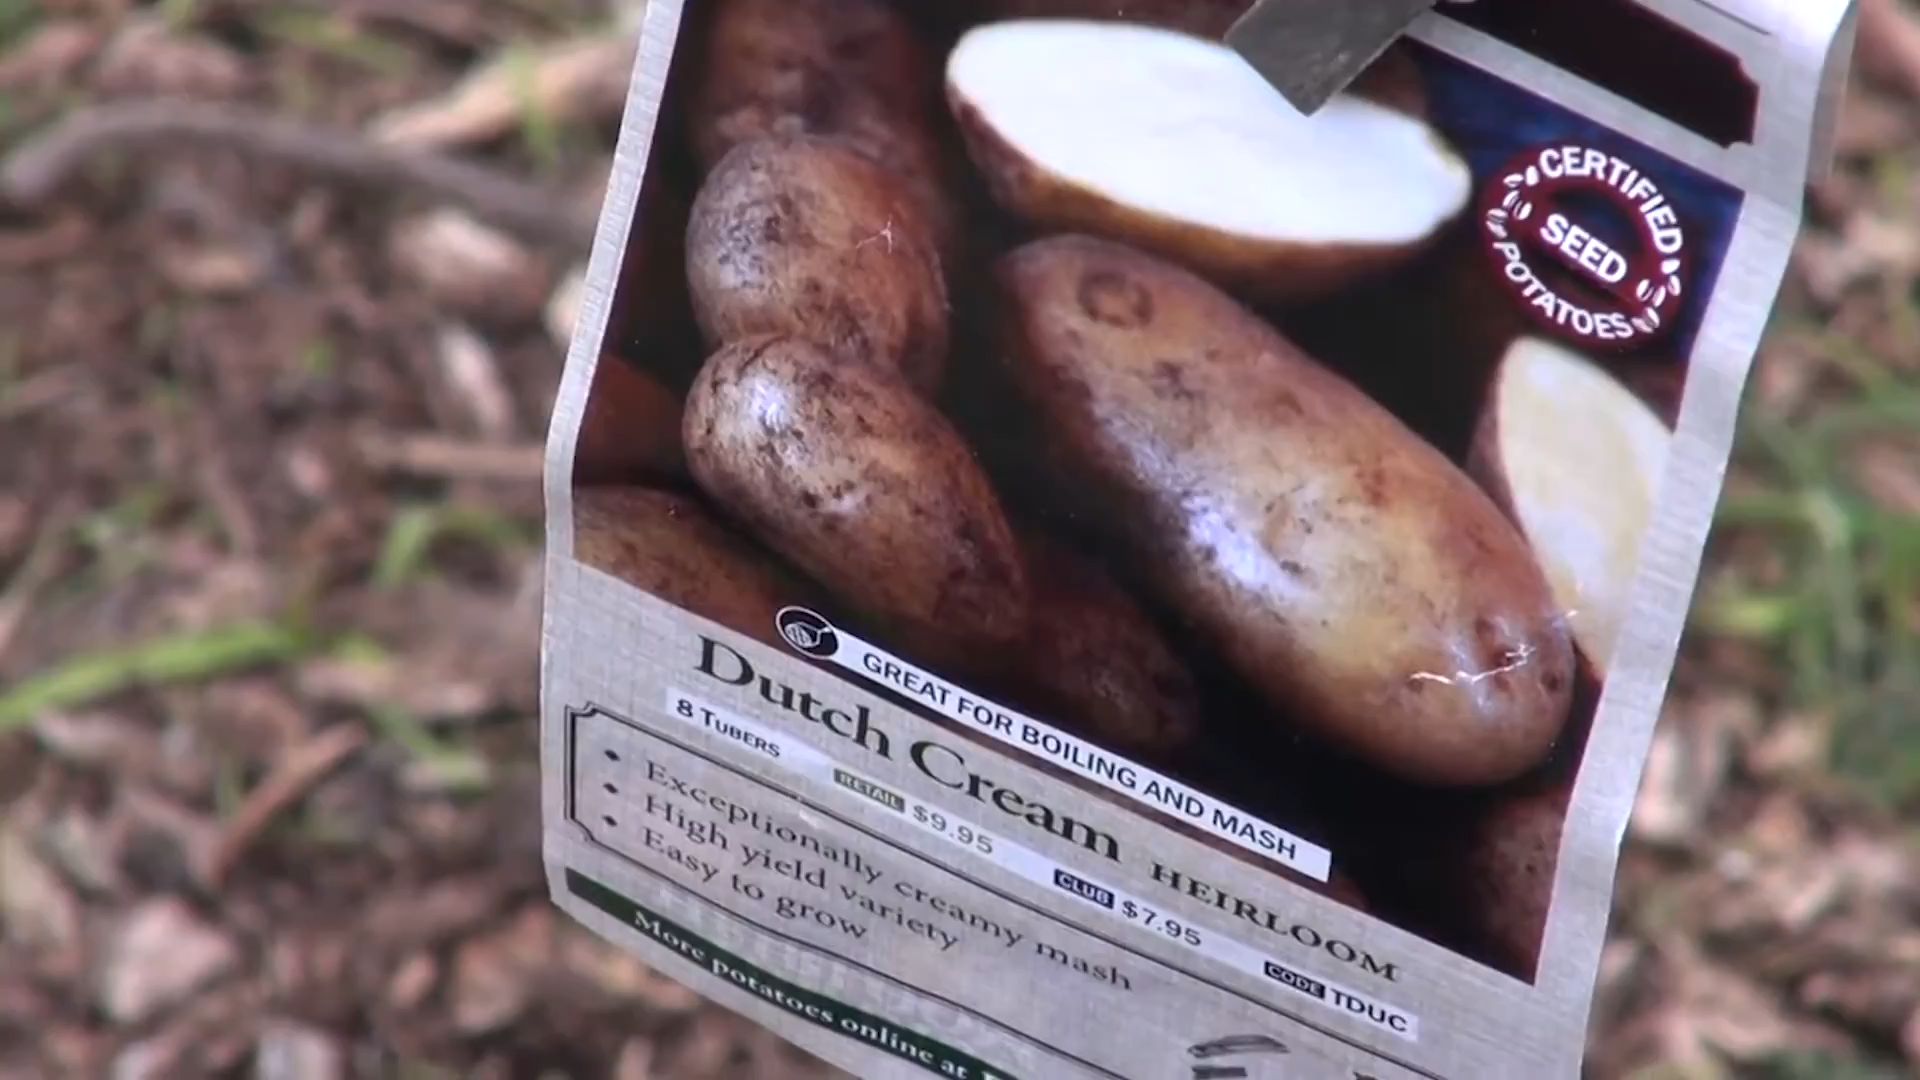 CERTIFIED
SEED
POTATOES
GREAT FOR BOILING AND MASH
Dutch Cream HEIRLOOM
8 TUBERS RETAIL $9.95 CLUB $7.95 CODE TDUC
• Exceptionally creamy mash
• High yield variety
• Easy to grow
More potatoes online at